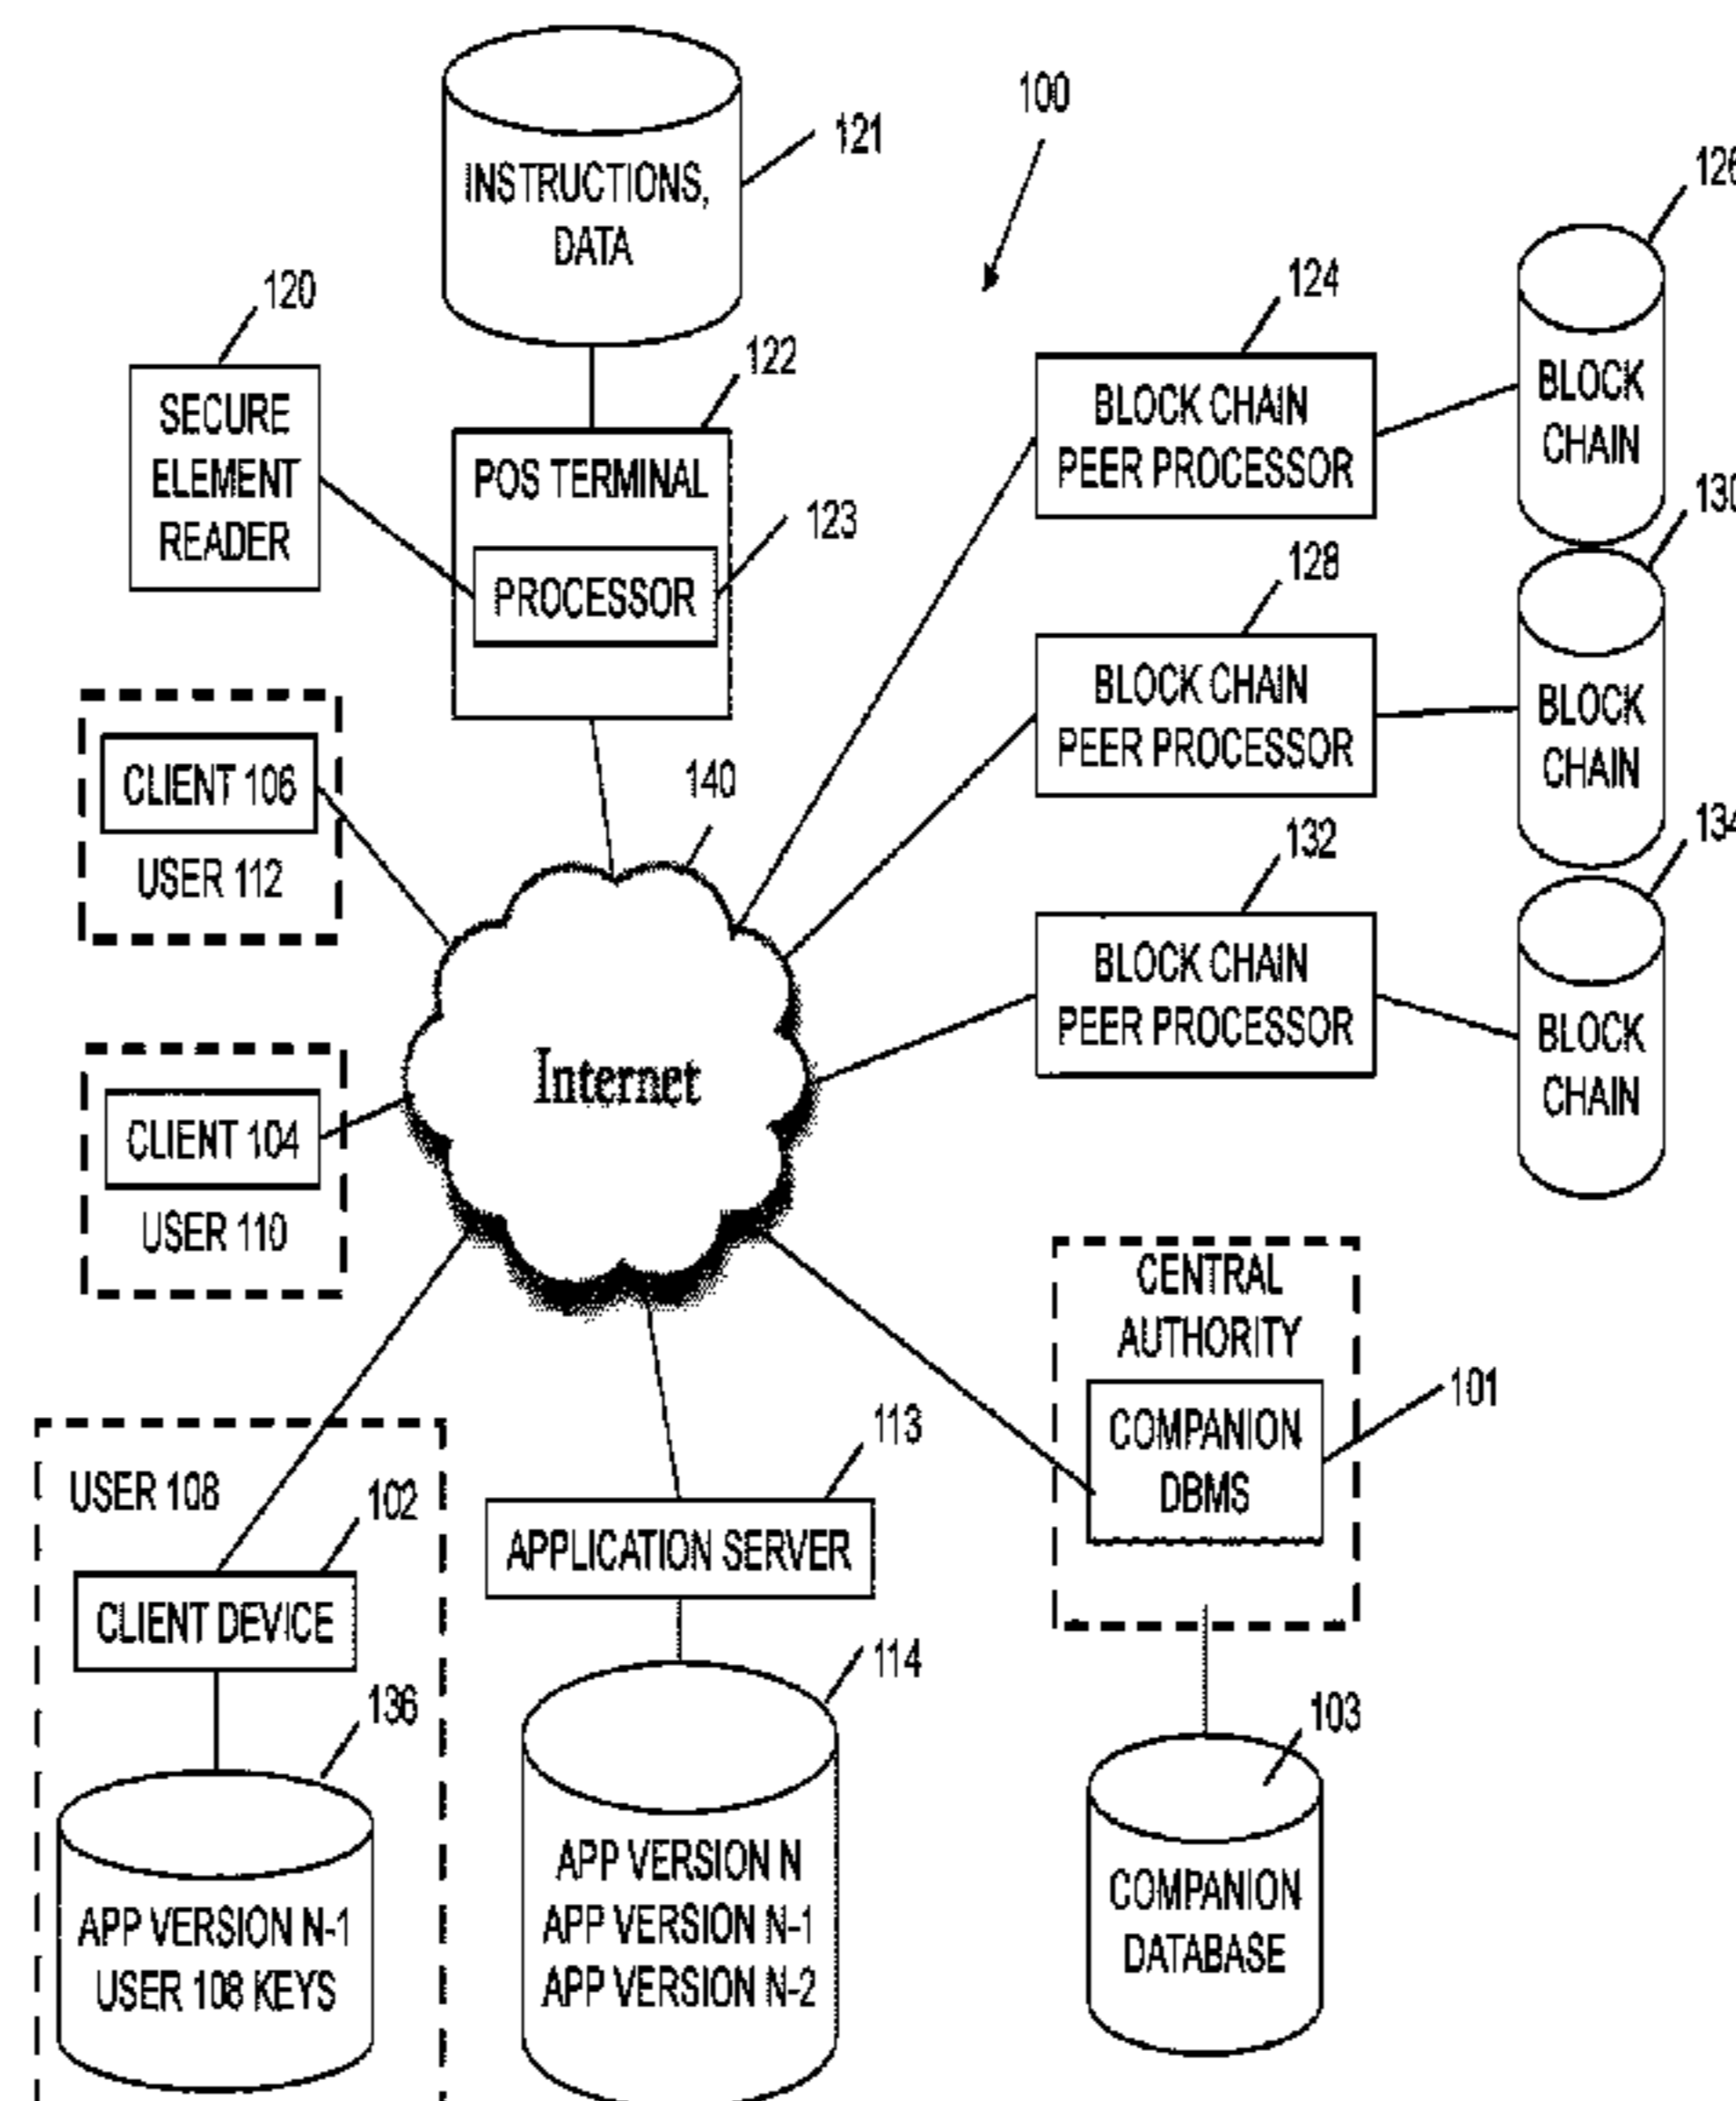 100
121
INSTRUCTIONS,
DATA
120
SECURE
ELEMENT
READER
122
POS TERMINAL
123
PROCESSOR
124
BLOCK CHAIN
PEER PROCESSOR
126
BLOCK
CHAIN
128
BLOCK CHAIN
PEER PROCESSOR
130
BLOCK
CHAIN
132
BLOCK CHAIN
PEER PROCESSOR
134
BLOCK
CHAIN
CLIENT 106
USER 112
140
Internet
CLIENT 104
USER 110
CENTRAL
AUTHORITY
101
COMPANION
DBMS
USER 108
102
CLIENT DEVICE
113
APPLICATION SERVER
136
APP VERSION N-1
USER 108 KEYS
114
APP VERSION N
APP VERSION N-1
APP VERSION N-2
103
COMPANION
DATABASE